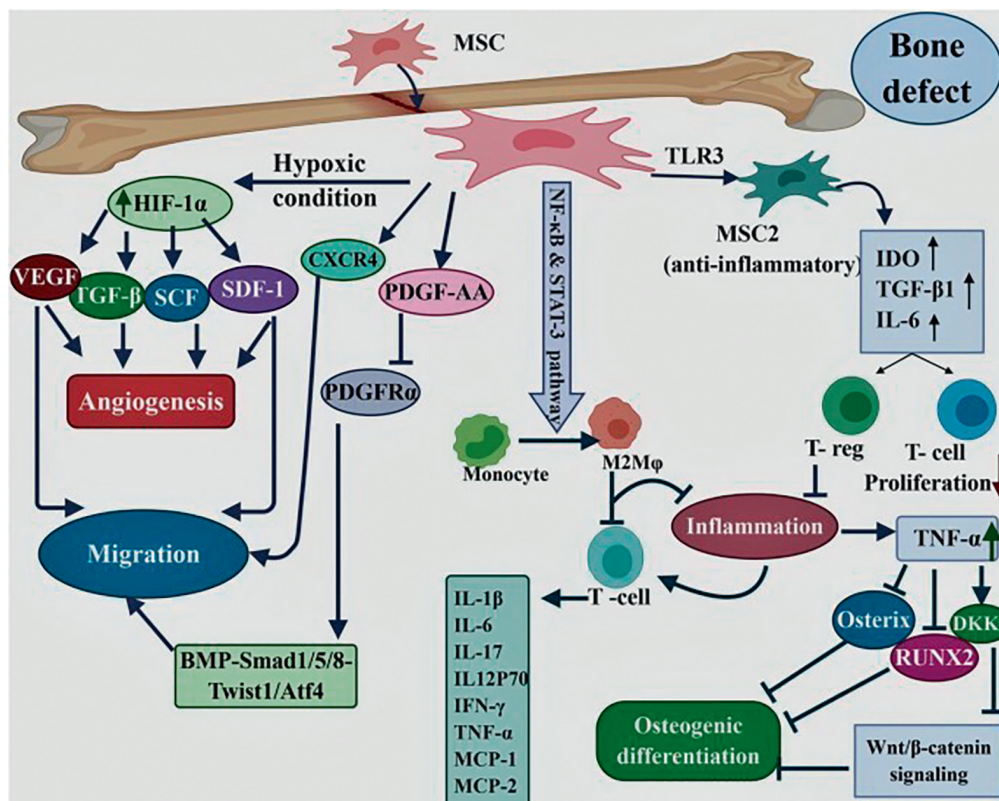 MSC
Bone
defect
Hypoxic
condition
TLR3
HIF-1α
MSC2
(anti-inflammatory)
NF-κB & STAT-3 pathway
VEGF
TGF-β
SCF
SDF-1
CXCR4
PDGF-AA
IDO
TGF-β1
IL-6
Angiogenesis
PDGFRα
Monocyte
M2Mφ
T- reg
T- cell
Proliferation
Migration
Inflammation
TNF-α
T -cell
IL-1β
IL-6
IL-17
IL12P70
IFN-γ
TNF-α
MCP-1
MCP-2
Osterix
DKK
RUNX2
BMP-Smad1/5/8-
Twist1/Atf4
Osteogenic
differentiation
Wnt/β-catenin
signaling